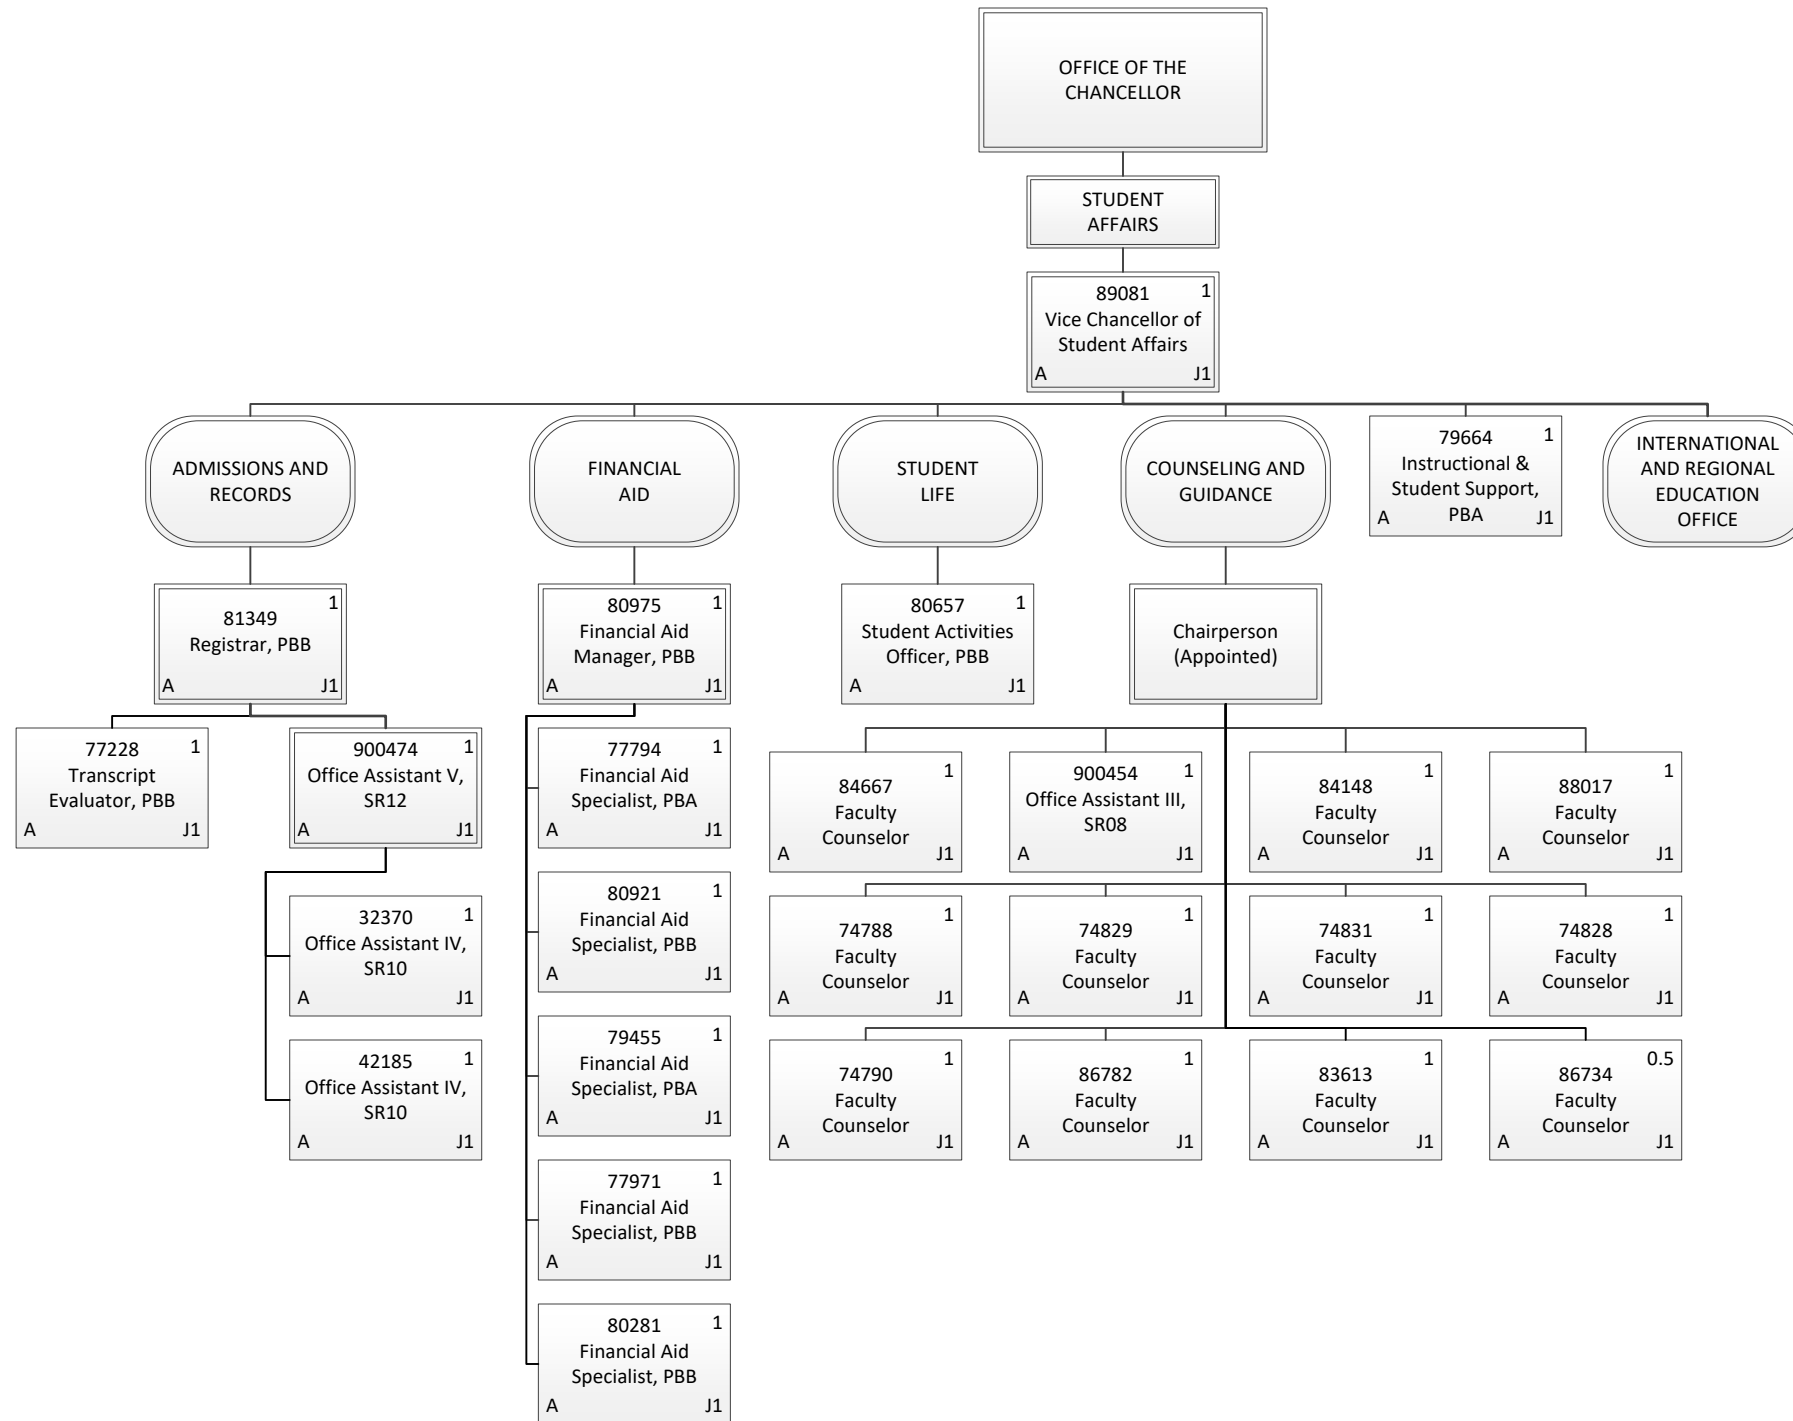 OFFICE OF THE
CHANCELLOR
STUDENT
AFFAIRS
89081 1
Vice Chancellor of
Student Affairs
A J1
ADMISSIONS AND
RECORDS
FINANCIAL
AID
STUDENT
LIFE
COUNSELING AND
GUIDANCE
79664 1
Instructional &
Student Support,
PBA
A J1
INTERNATIONAL
AND REGIONAL
EDUCATION
OFFICE
1
81349
Registrar, PBB
A J1
80975 1
Financial Aid
Manager, PBB
A J1
80657 1
Student Activities
Officer, PBB
A J1
Chairperson
(Appointed)
77228 1
Transcript
Evaluator, PBB
A J1
900474 1
Office Assistant V,
SR12
A J1
32370 1
Office Assistant IV,
SR10
A J1
42185 1
Office Assistant IV,
SR10
A J1
77794 1
Financial Aid
Specialist, PBA
A J1
80921 1
Financial Aid
Specialist, PBB
A J1
79455 1
Financial Aid
Specialist, PBA
A J1
77971 1
Financial Aid
Specialist, PBB
A J1
80281 1
Financial Aid
Specialist, PBB
A J1
1
84667
Faculty
Counselor
A J1
900454 1
Office Assistant III,
SR08
A J1
1
84148
Faculty
Counselor
A J1
1
88017
Faculty
Counselor
A J1
1
74788
Faculty
Counselor
A J1
1
74829
Faculty
Counselor
A J1
1
74831
Faculty
Counselor
A J1
1
74828
Faculty
Counselor
A J1
1
74790
Faculty
Counselor
A J1
1
86782
Faculty
Counselor
A J1
1
83613
Faculty
Counselor
A J1
0.5
86734
Faculty
Counselor
A J1